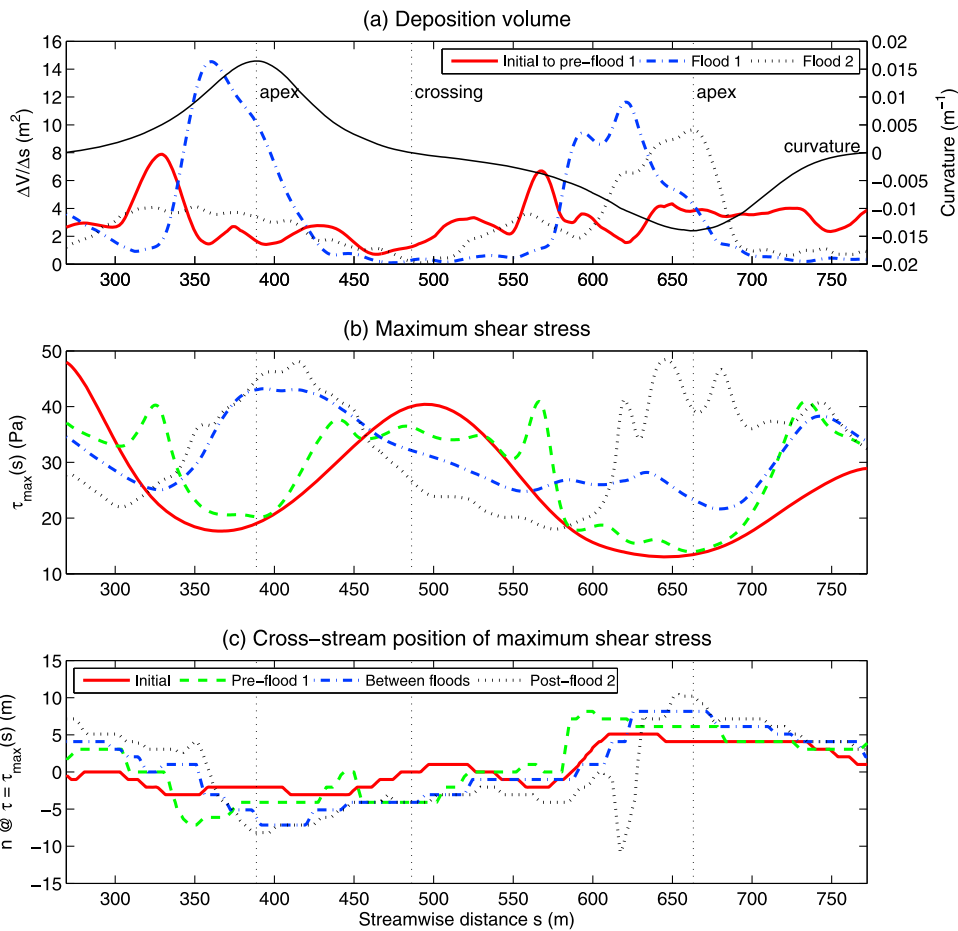 (a) Deposition volume
16
14
12
10
8
6
4
2
0
ΔV/Δs (m²)
Initial to pre-flood 1
Flood 1
Flood 2
apex
crossing
apex
curvature
0.02
0.015
0.01
0.005
0
−0.005
−0.01
−0.015
−0.02
Curvature (m⁻¹)
300 350 400 450 500 550 600 650 700 750
(b) Maximum shear stress
50
40
30
20
10
τmax(s) (Pa)
300 350 400 450 500 550 600 650 700 750
(c) Cross−stream position of maximum shear stress
15
10
5
0
−5
−10
−15
n @ τ = τmax(s) (m)
Initial
Pre−flood 1
Between floods
Post−flood 2
300 350 400 450 500 550 600 650 700 750
Streamwise distance s (m)